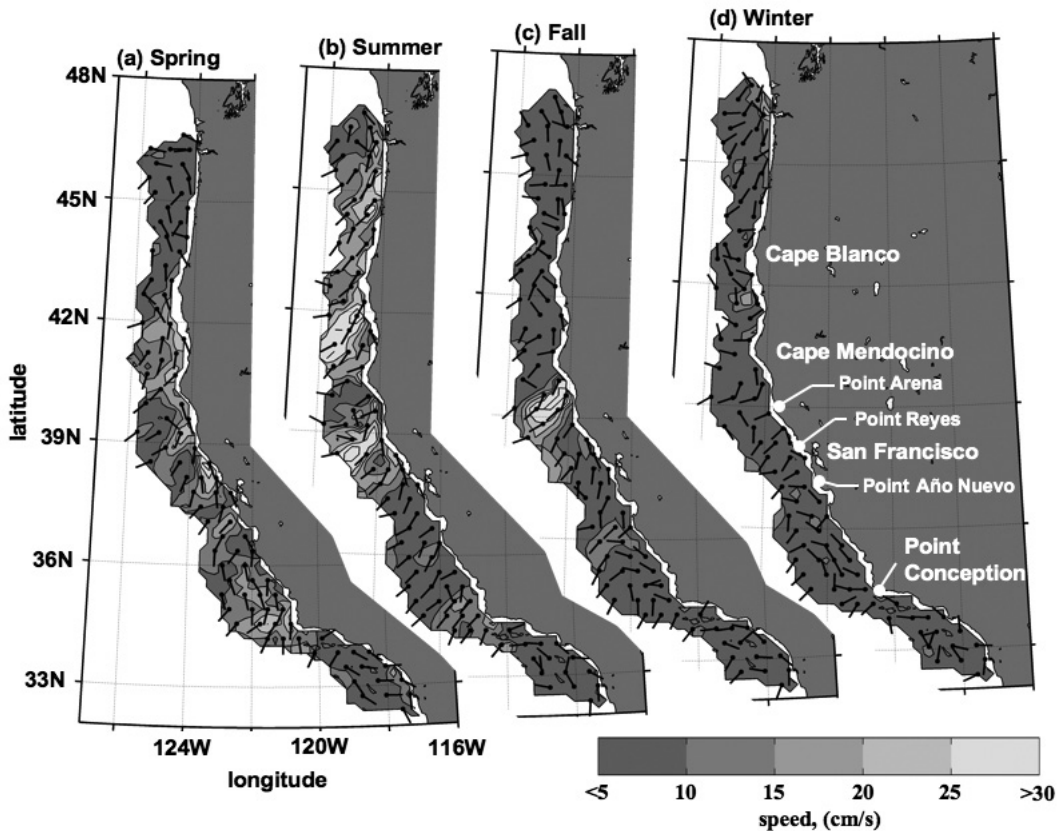 (a) Spring
(b) Summer
(c) Fall
(d) Winter
48N
45N
42N
39N
36N
33N
latitude
124W
120W
116W
longitude
Cape Blanco
Cape Mendocino
Point Arena
Point Reyes
San Francisco
Point Año Nuevo
Point
Conception
<5
10
15
20
25
>30
speed, (cm/s)